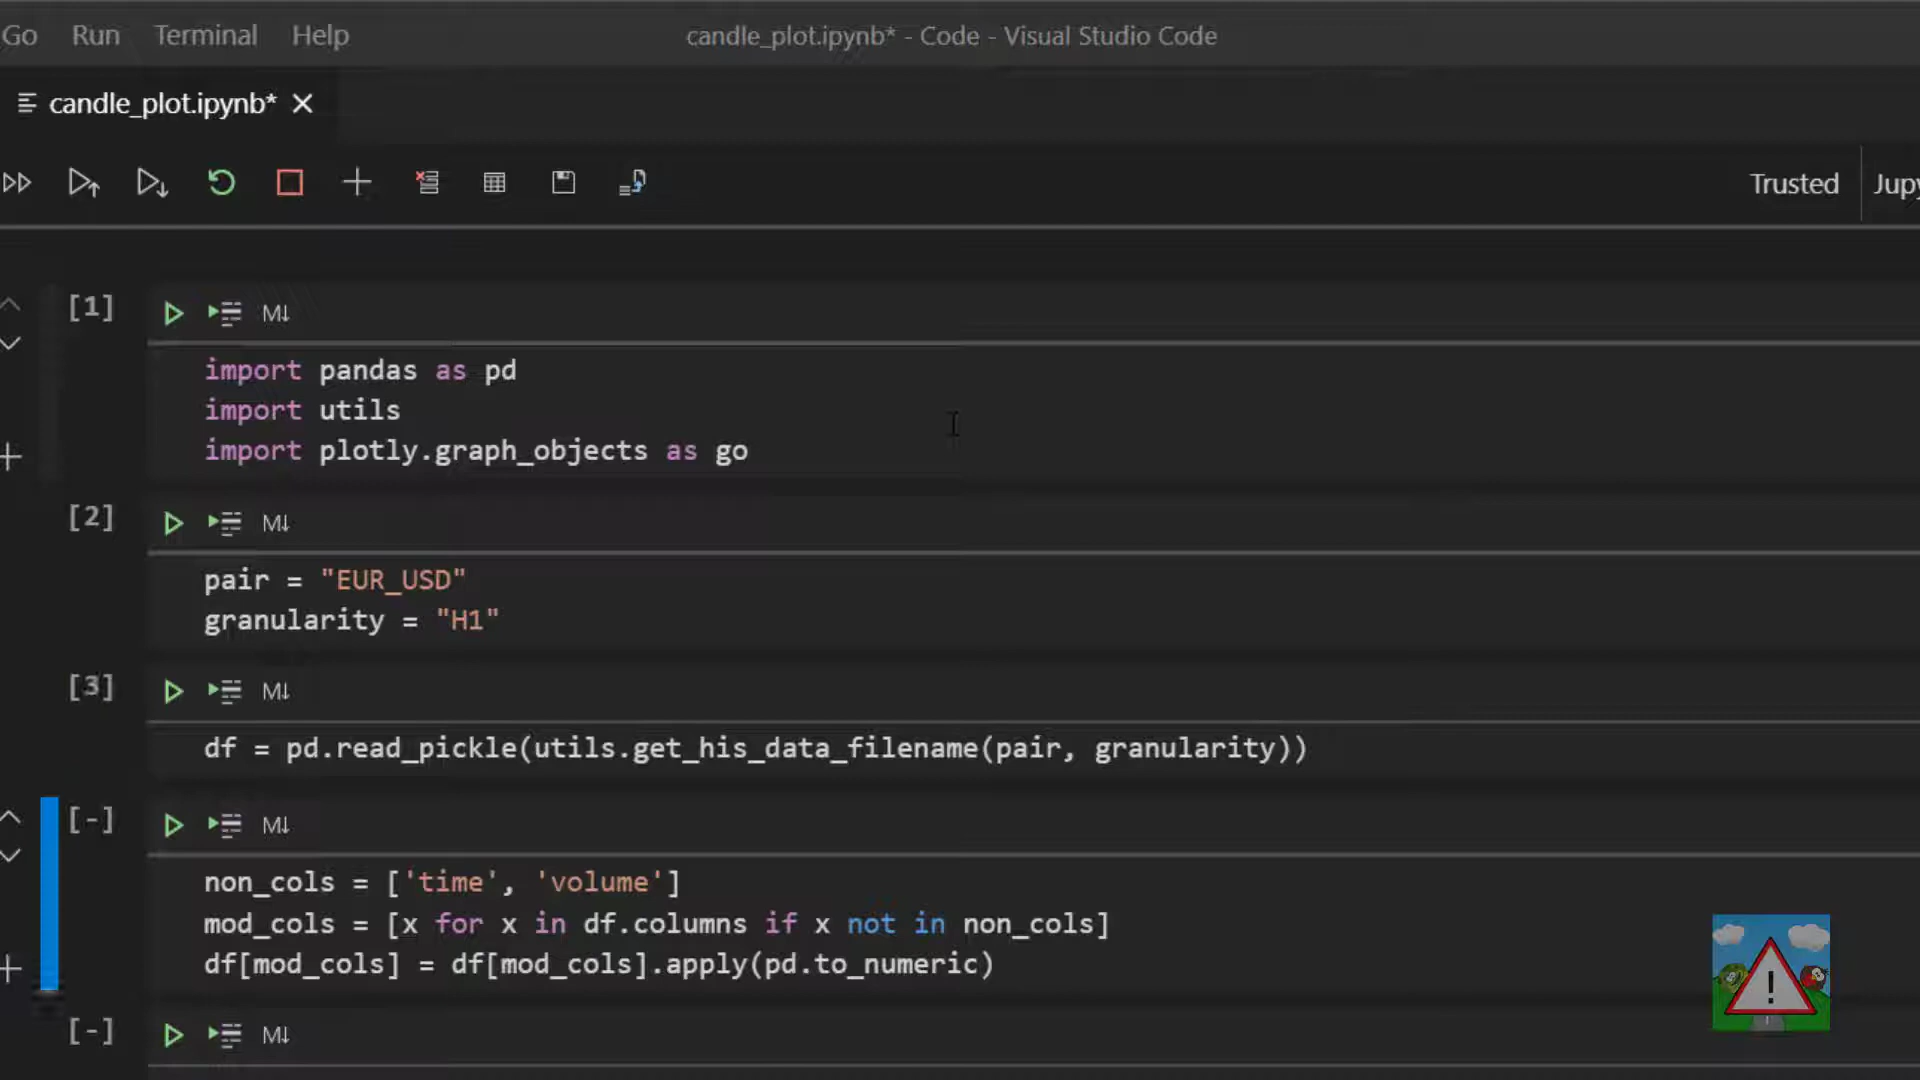 Go Run Terminal Help candle_plot.ipynb* - Code - Visual Studio Code
candle_plot.ipynb*
Trusted
[1] M↓
import pandas as pd
import utils
import plotly.graph_objects as go
[2] M↓
pair = "EUR_USD"
granularity = "H1"
[3] M↓
df = pd.read_pickle(utils.get_his_data_filename(pair, granularity))
[-] M↓
non_cols = ['time', 'volume']
mod_cols = [x for x in df.columns if x not in non_cols]
df[mod_cols] = df[mod_cols].apply(pd.to_numeric)
[-] M↓